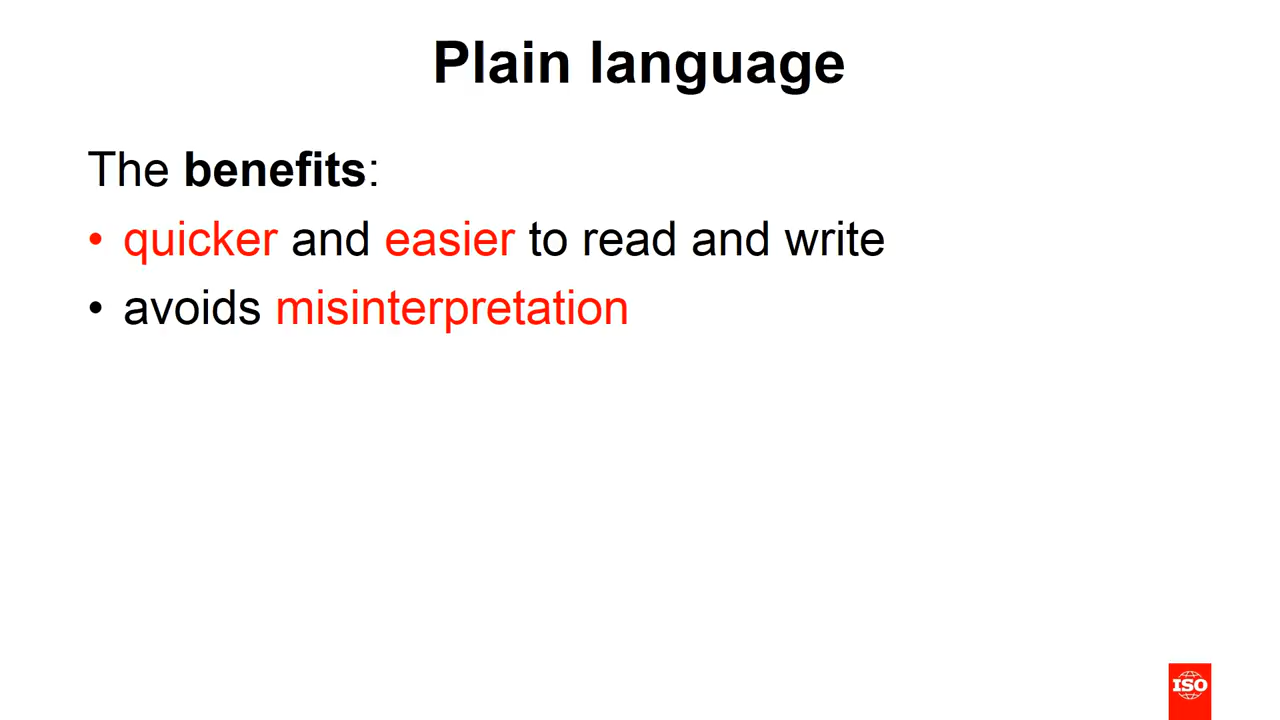 Plain language
The benefits:
• quicker and easier to read and write
• avoids misinterpretation
ISO